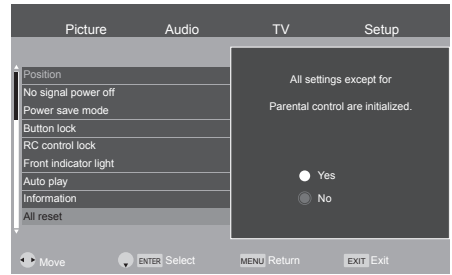 Picture Audio TV Setup
Position
No signal power off
Power save mode
Button lock
RC control lock
Front indicator light
Auto play
Information
All reset
All settings except for
Parental control are initialized.
Yes
No
Move ENTER Select MENU Return EXIT Exit